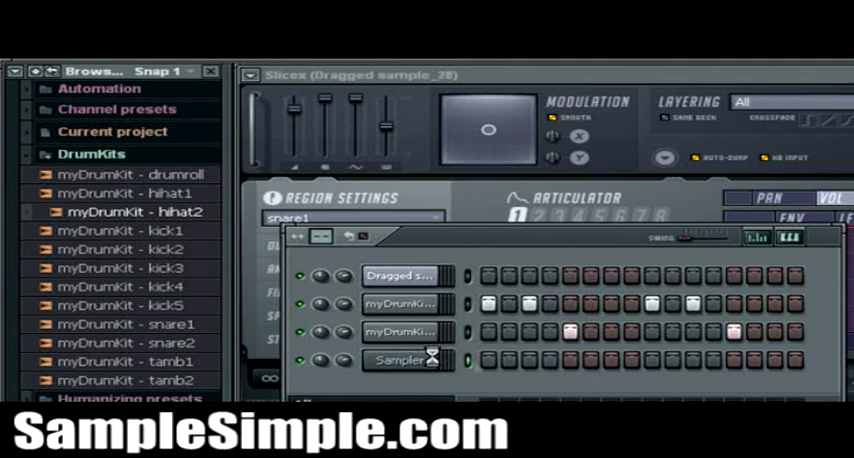 Brows... Snap 1
Slicex (Dragged sample_28)
Automation
Channel presets
Current project
DrumKits
myDrumKit - drumroll
myDrumKit - hihat1
myDrumKit - hihat2
myDrumKit - kick1
myDrumKit - kick2
myDrumKit - kick3
myDrumKit - kick4
myDrumKit - kick5
myDrumKit - snare1
myDrumKit - snare2
myDrumKit - tamb1
myDrumKit - tamb2
Humanizing presets
MODULATION
SMOOTH
X
Y
LAYERING All
SAME DECK CROSSFADE
AUTO-DUMP
REGION SETTINGS
snare1
ARTICULATOR
1 2 3 4 5 6 7 8
PAN VOL
ENV
SWING
Dragged s...
myDrumKi...
myDrumKi...
Sampler
SampleSimple.com